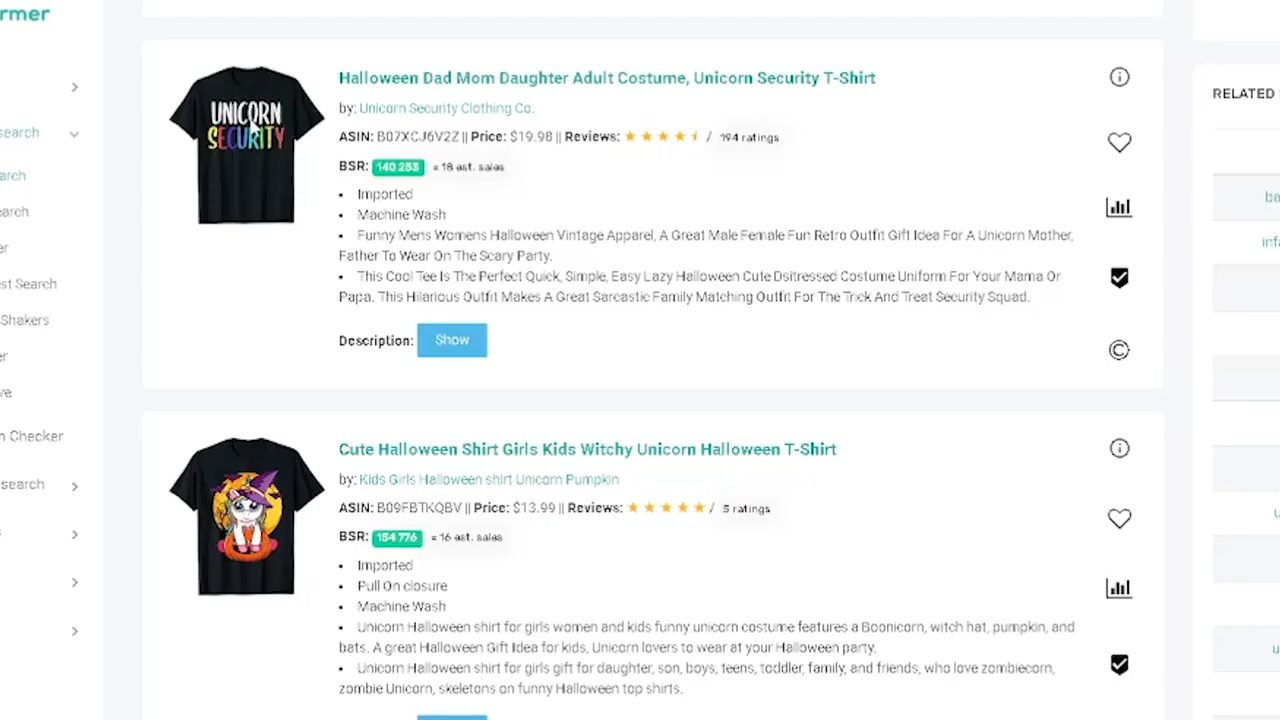 rmer
search
arch
earch
er
est Search
Shakers
er
ve
n Checker
search
s
UNICORN
SECURITY
Halloween Dad Mom Daughter Adult Costume, Unicorn Security T-Shirt
by: Unicorn Security Clothing Co.
ASIN: B07XCJ6V2Z || Price: $19.98 || Reviews: / 194 ratings
BSR: 140 253 ≈ 18 est. sales
• Imported
• Machine Wash
• Funny Mens Womens Halloween Vintage Apparel, A Great Male Female Fun Retro Outfit Gift Idea For A Unicorn Mother,
Father To Wear On The Scary Party.
• This Cool Tee Is The Perfect Quick, Simple, Easy Lazy Halloween Cute Dsitressed Costume Uniform For Your Mama Or
Papa. This Hilarious Outfit Makes A Great Sarcastic Family Matching Outfit For The Trick And Treat Security Squad.
Description: Show
Cute Halloween Shirt Girls Kids Witchy Unicorn Halloween T-Shirt
by: Kids Girls Halloween shirt Unicorn Pumpkin
ASIN: B09FBTKQBV || Price: $13.99 || Reviews: / 5 ratings
BSR: 154 776 ≈ 16 est. sales
• Imported
• Pull On closure
• Machine Wash
• Unicorn Halloween shirt for girls women and kids funny unicorn costume features a Boonicorn, witch hat, pumpkin, and
bats. A great Halloween Gift Idea for kids, Unicorn lovers to wear at your Halloween party.
• Unicorn Halloween shirt for girls gift for daughter, son, boys, teens, toddler, family, and friends, who love zombiecorn,
zombie Unicorn, skeletons on funny Halloween top shirts.
RELATED
ba
infa
u
u